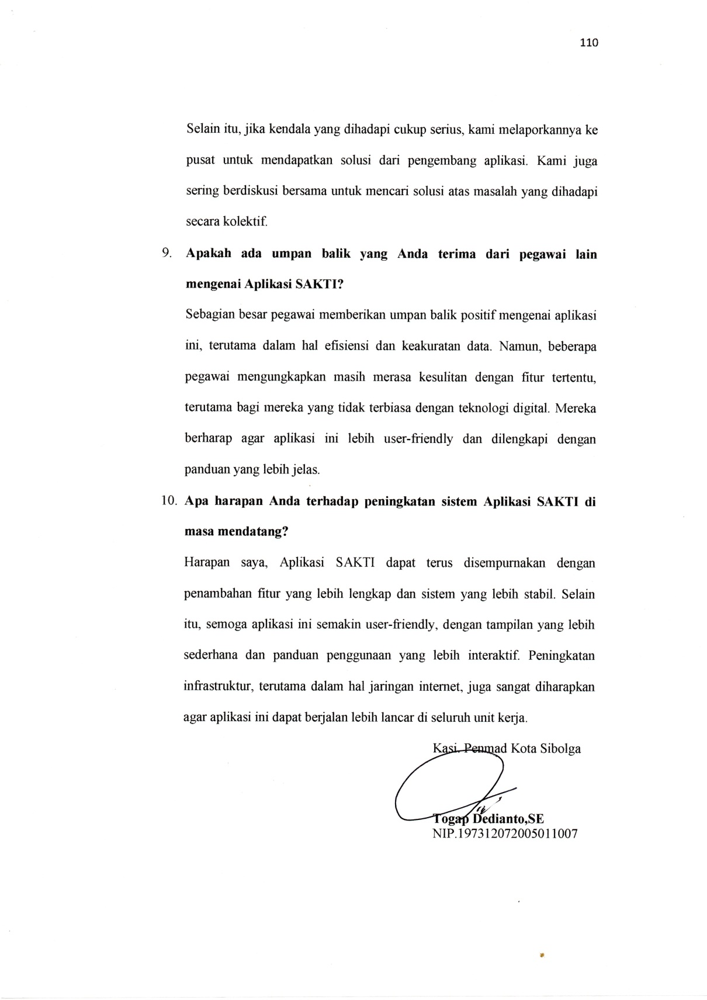 110
Selain itu, jika kendala yang dihadapi cukup serius, kami melaporkannya ke
pusat untuk mendapatkan solusi dari pengembang aplikasi. Kami juga
sering berdiskusi bersama untuk mencari solusi atas masalah yang dihadapi
secara kolektif.
9. Apakah ada umpan balik yang Anda terima dari pegawai lain
mengenai Aplikasi SAKTI?
Sebagian besar pegawai memberikan umpan balik positif mengenai aplikasi
ini, terutama dalam hal efisiensi dan keakuratan data. Namun, beberapa
pegawai mengungkapkan masih merasa kesulitan dengan fitur tertentu,
terutama bagi mereka yang tidak terbiasa dengan teknologi digital. Mereka
berharap agar aplikasi ini lebih user-friendly dan dilengkapi dengan
panduan yang lebih jelas.
10. Apa harapan Anda terhadap peningkatan sistem Aplikasi SAKTI di
masa mendatang?
Harapan saya, Aplikasi SAKTI dapat terus disempurnakan dengan
penambahan fitur yang lebih lengkap dan sistem yang lebih stabil. Selain
itu, semoga aplikasi ini semakin user-friendly, dengan tampilan yang lebih
sederhana dan panduan penggunaan yang lebih interaktif. Peningkatan
infrastruktur, terutama dalam hal jaringan internet, juga sangat diharapkan
agar aplikasi ini dapat berjalan lebih lancar di seluruh unit kerja.
Kasi. Penmad Kota Sibolga
Togap Dedianto,SE
NIP.197312072005011007